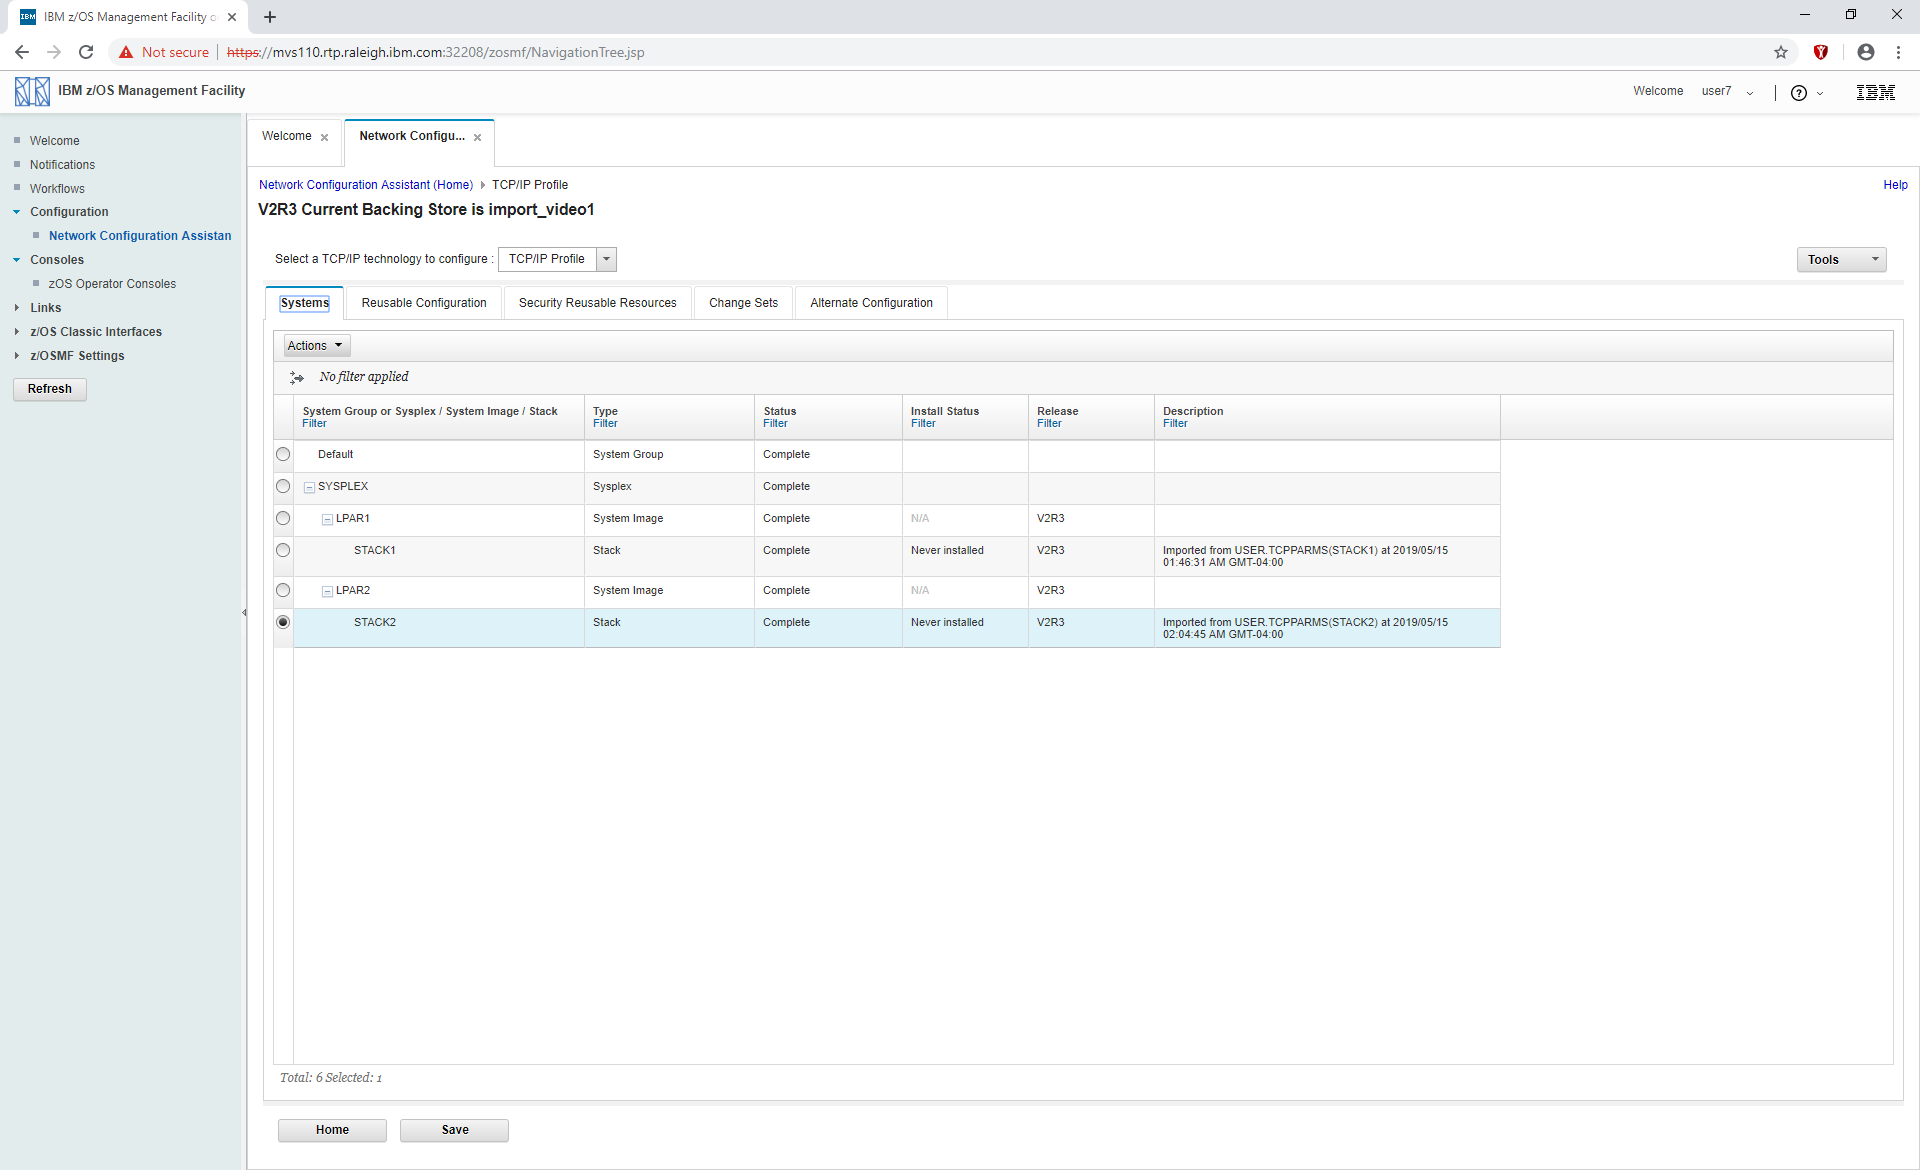 IBM z/OS Management Facility o
Not secure
https://mvs110.rtp.raleigh.ibm.com:32208/zosmf/NavigationTree.jsp
IBM z/OS Management Facility
Welcome user7
IBM
Welcome
Notifications
Workflows
Configuration
Network Configuration Assistan
Consoles
zOS Operator Consoles
Links
z/OS Classic Interfaces
z/OSMF Settings
Refresh
Welcome
Network Configu...
Network Configuration Assistant (Home) TCP/IP Profile
Help
V2R3 Current Backing Store is import_video1
Select a TCP/IP technology to configure : TCP/IP Profile
Tools
Systems Reusable Configuration Security Reusable Resources Change Sets Alternate Configuration
Actions
No filter applied
System Group or Sysplex / System Image / Stack Type Status Install Status Release Description
Filter Filter Filter Filter Filter Filter
Default System Group Complete
SYSPLEX Sysplex Complete
LPAR1 System Image Complete N/A V2R3
STACK1 Stack Complete Never installed V2R3 Imported from USER.TCPPARMS(STACK1) at 2019/05/15
01:46:31 AM GMT-04:00
LPAR2 System Image Complete N/A V2R3
STACK2 Stack Complete Never installed V2R3 Imported from USER.TCPPARMS(STACK2) at 2019/05/15
02:04:45 AM GMT-04:00
Total: 6 Selected: 1
Home Save